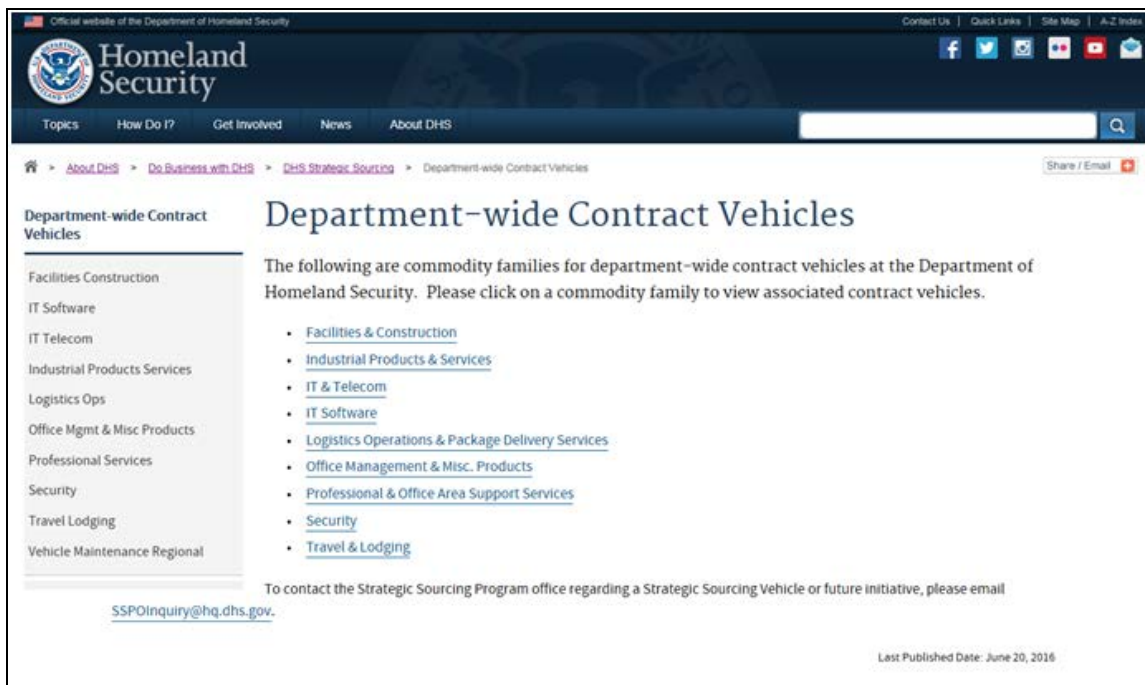 Official website of the Department of Homeland Security
Contact Us | Quick Links | Site Map | A-Z Index
Homeland
Security
Topics How Do I? Get Involved News About DHS
> About DHS > Do Business with DHS > DHS Strategic Sourcing > Department-wide Contract Vehicles
Share / Email
Department-wide Contract
Vehicles
Facilities Construction
IT Software
IT Telecom
Industrial Products Services
Logistics Ops
Office Mgmt & Misc Products
Professional Services
Security
Travel Lodging
Vehicle Maintenance Regional
Department-wide Contract Vehicles
The following are commodity families for department-wide contract vehicles at the Department of
Homeland Security. Please click on a commodity family to view associated contract vehicles.
• Facilities & Construction
• Industrial Products & Services
• IT & Telecom
• IT Software
• Logistics Operations & Package Delivery Services
• Office Management & Misc. Products
• Professional & Office Area Support Services
• Security
• Travel & Lodging
To contact the Strategic Sourcing Program office regarding a Strategic Sourcing Vehicle or future initiative, please email
SSPOInquiry@hq.dhs.gov.
Last Published Date: June 20, 2016